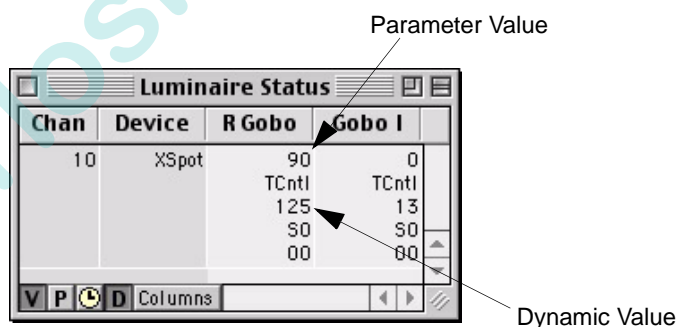 Parameter Value
Luminaire Status
Chan Device R Gobo Gobo I
10 XSpot 90 0
TCntl TCntl
125 13
S0 S0
00 00
V P D Columns
Dynamic Value